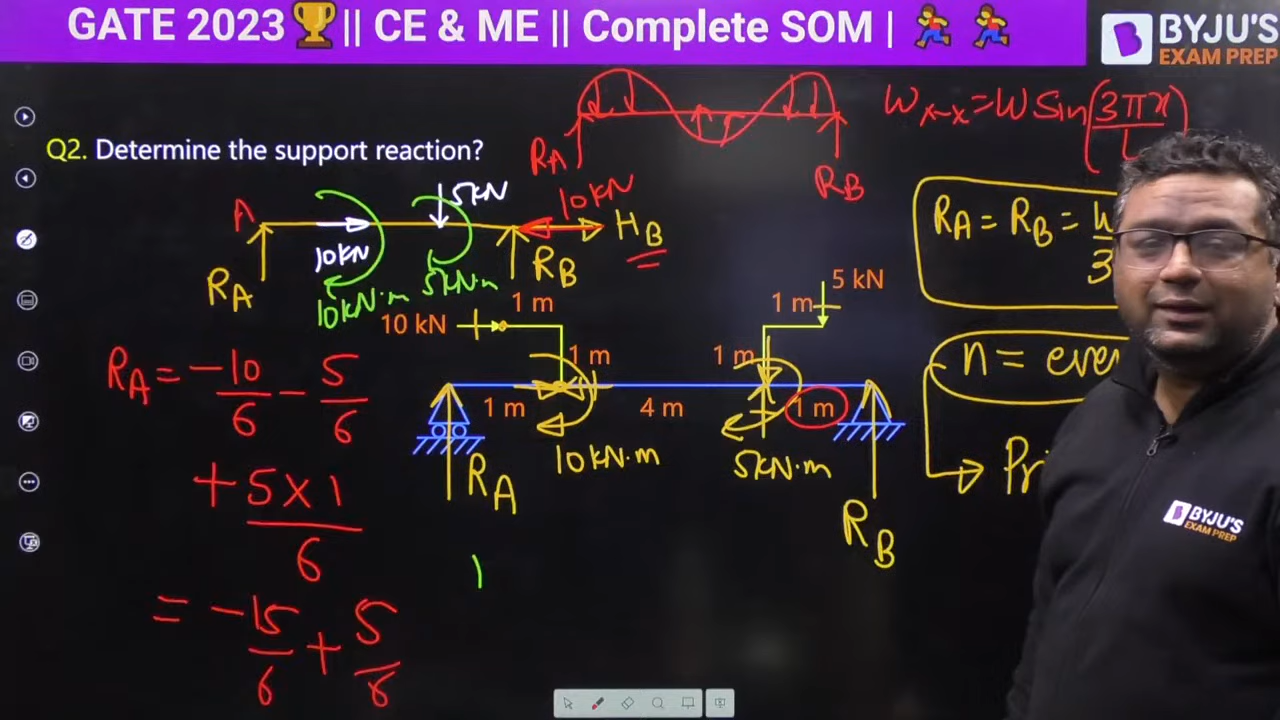 GATE 2023🏆|| CE & ME || Complete SOM | 🏃 🏃
BYJU'S
EXAM PREP
Q2. Determine the support reaction?
R_A
R_B
W_x-x = W Sin(3πx/L)
A
10kN
5kN
10kN
H_B
R_A
R_B
10kN·m
5kN·m
R_A = R_B =
n = even
10 kN
1 m
1 m
1 m
4 m
1 m
1 m
5 kN
1 m
10kN·m
5kN·m
R_A
R_B
R_A = -10/6 - 5/6
+ 5×1/6
= -15/6 + 5/6
BYJU'S
EXAM PREP